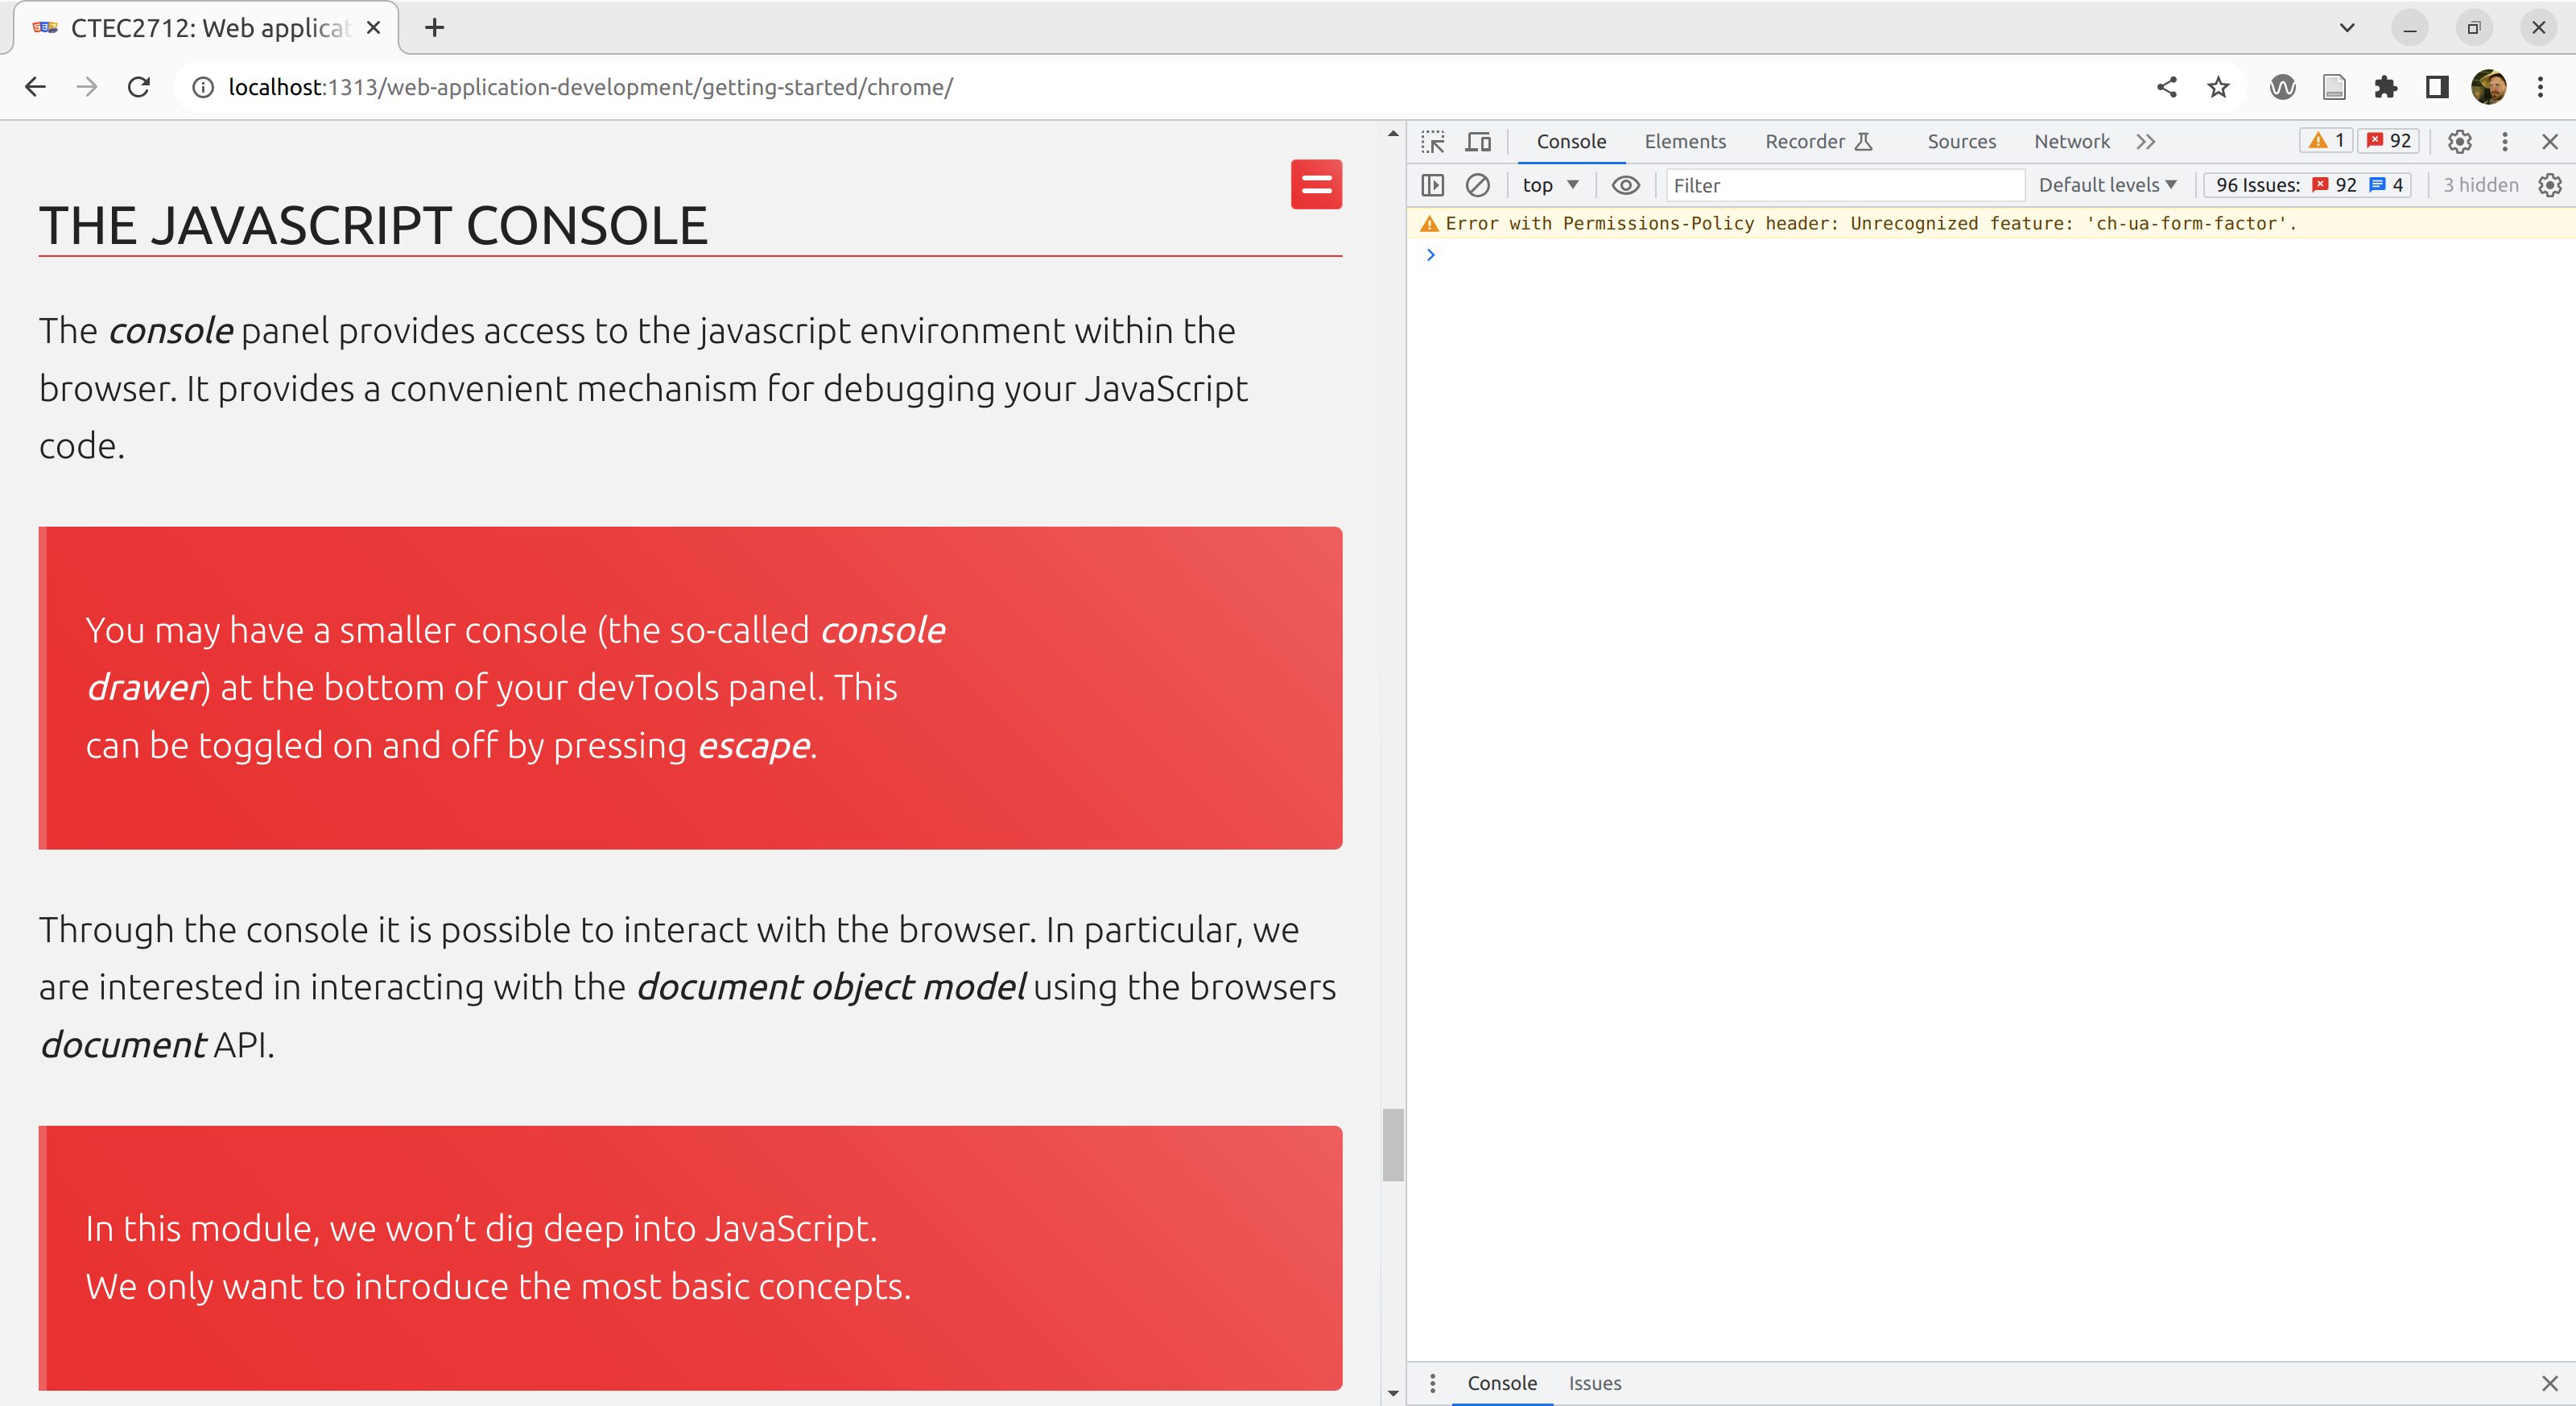 CTEC2712: Web applicat
localhost:1313/web-application-development/getting-started/chrome/
THE JAVASCRIPT CONSOLE
The console panel provides access to the javascript environment within the
browser. It provides a convenient mechanism for debugging your JavaScript
code.
You may have a smaller console (the so-called console
drawer) at the bottom of your devTools panel. This
can be toggled on and off by pressing escape.
Through the console it is possible to interact with the browser. In particular, we
are interested in interacting with the document object model using the browsers
document API.
In this module, we won’t dig deep into JavaScript.
We only want to introduce the most basic concepts.
Console Elements Recorder Sources Network 1 92
top Filter Default levels 96 Issues: 92 4 3 hidden
Error with Permissions-Policy header: Unrecognized feature: 'ch-ua-form-factor'.
Console Issues